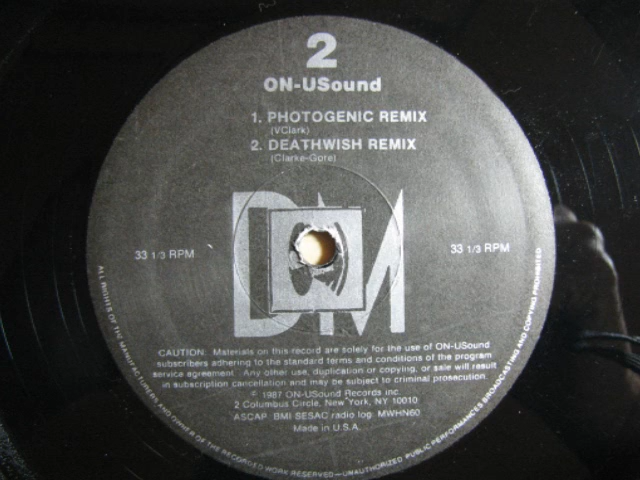 2
ON-USound
1. PHOTOGENIC REMIX
(VClark)
2. DEATHWISH REMIX
(Clarke-Gore)
DM
33 1/3 RPM
33 1/3 RPM
CAUTION: Materials on this record are solely for the use of ON-USound
subscribers adhering to the standard terms and conditions of the program
service agreement. Any other use, duplication or copying, or sale will result
in subscription cancellation and may be subject to criminal prosecution.
© 1987 ON-USound Records Inc.
2 Columbus Circle, New York, NY 10010
ASCAP BMI SESAC radio log MWHN60
Made in U.S.A.
ALL RIGHTS OF THE MANUFACTURERS AND OWNER OF THE RECORDED WORK RESERVED—UNAUTHORIZED PUBLIC PERFORMANCES BROADCASTING AND COPYING PROHIBITED